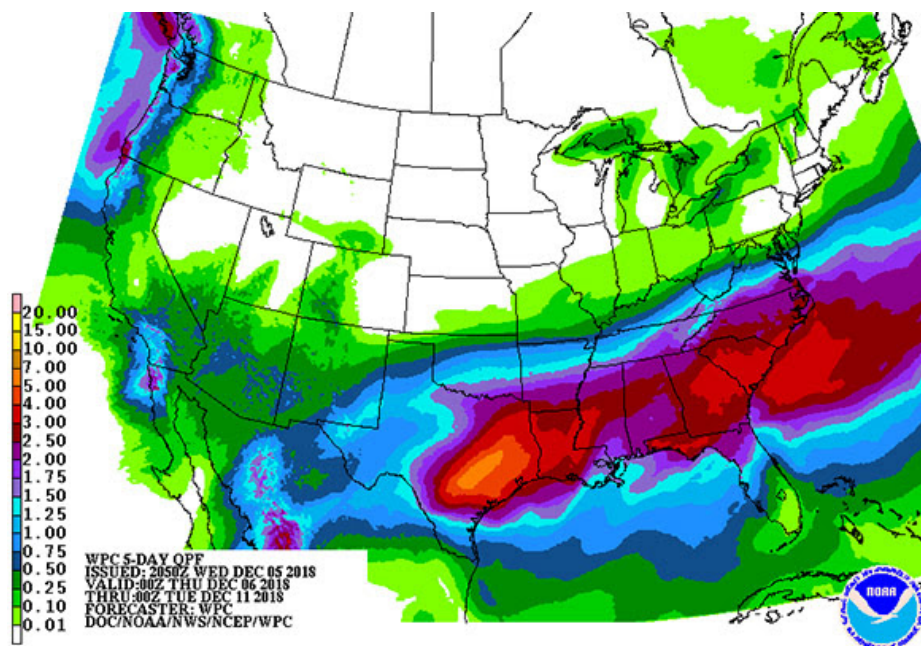 20.00
15.00
10.00
7.00
5.00
4.00
3.00
2.50
2.00
1.75
1.50
1.25
1.00
0.75
0.50
0.25
0.10
0.01
WPC 5-DAY QPF
ISSUED: 2050Z WED DEC 05 2018
VALID:00Z THU DEC 06 2018
THRU:00Z TUE DEC 11 2018
FORECASTER: WPC
DOC/NOAA/NWS/NCEP/WPC
NOAA